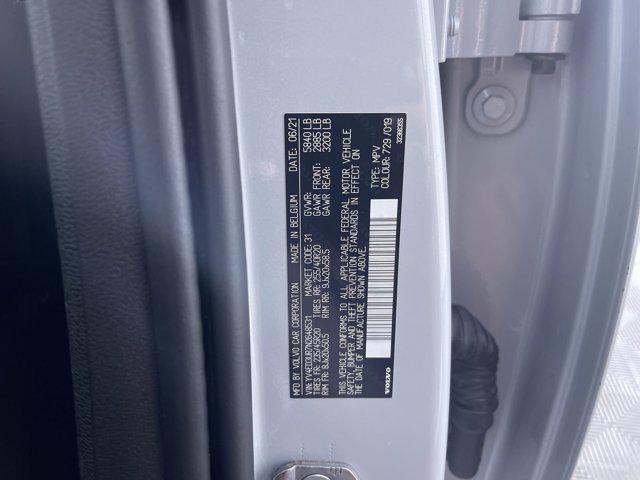 MFD BY VOLVO CAR CORPORATION MADE IN BELGIUM DATE: 06/21
VIN: YV4ED3UR7N2648531 MARKET CODE: 31 GVWR: 5840 LB
TIRES FR: 235/45R20 TIRES RR: 255/40R20 GAWR FRONT: 2885 LB
RIM FR: 8Jx20x50.5 RIM RR: 9Jx20x58.5 GAWR REAR: 3200 LB
THIS VEHICLE CONFORMS TO ALL APPLICABLE FEDERAL MOTOR VEHICLE
SAFETY, BUMPER AND THEFT PREVENTION STANDARDS IN EFFECT ON
THE DATE OF MANUFACTURE SHOWN ABOVE.
TYPE: MPV
COLOUR: 729 /019
VOLVO